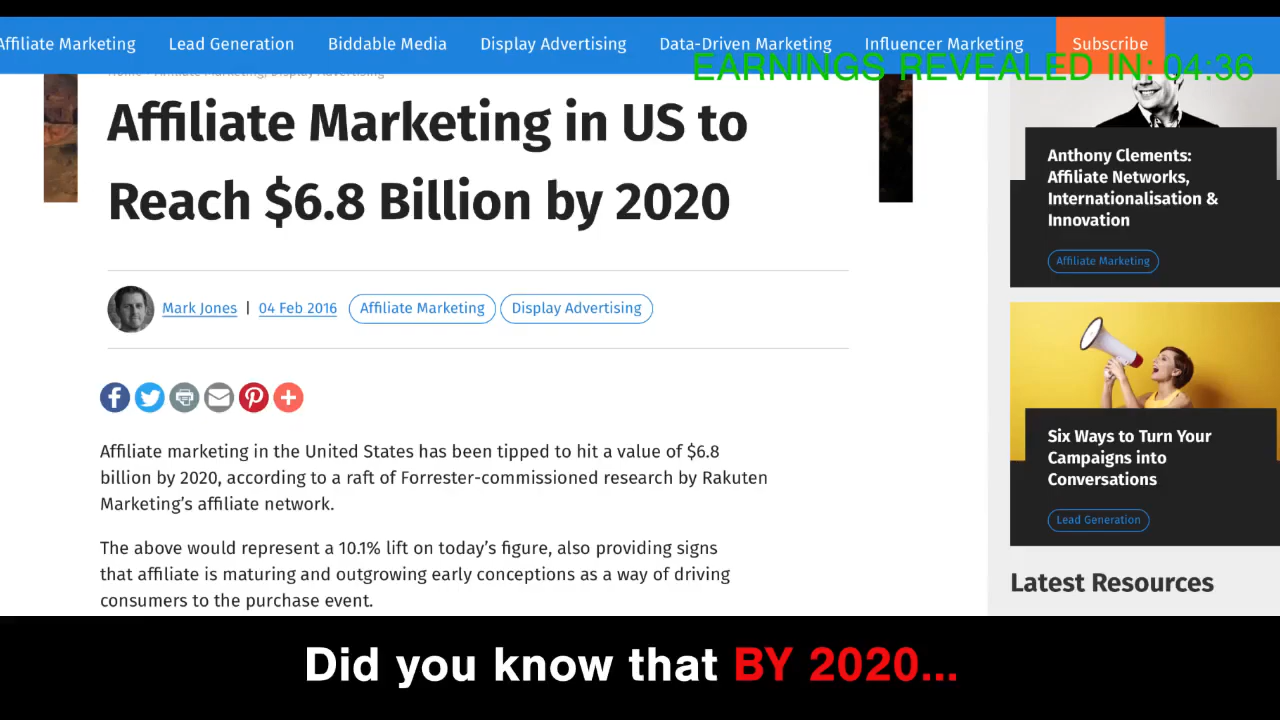 Affiliate Marketing
Lead Generation
Biddable Media
Display Advertising
Data-Driven Marketing
Influencer Marketing
Subscribe
EARNINGS REVEALED IN: 04:36
Affiliate Marketing, Display Advertising
Affiliate Marketing in US to
Reach $6.8 Billion by 2020
Mark Jones | 04 Feb 2016
Affiliate Marketing
Display Advertising
Affiliate marketing in the United States has been tipped to hit a value of $6.8
billion by 2020, according to a raft of Forrester-commissioned research by Rakuten
Marketing’s affiliate network.
The above would represent a 10.1% lift on today’s figure, also providing signs
that affiliate is maturing and outgrowing early conceptions as a way of driving
consumers to the purchase event.
Anthony Clements:
Affiliate Networks,
Internationalisation &
Innovation
Affiliate Marketing
Six Ways to Turn Your
Campaigns into
Conversations
Lead Generation
Latest Resources
Did you know that BY 2020...